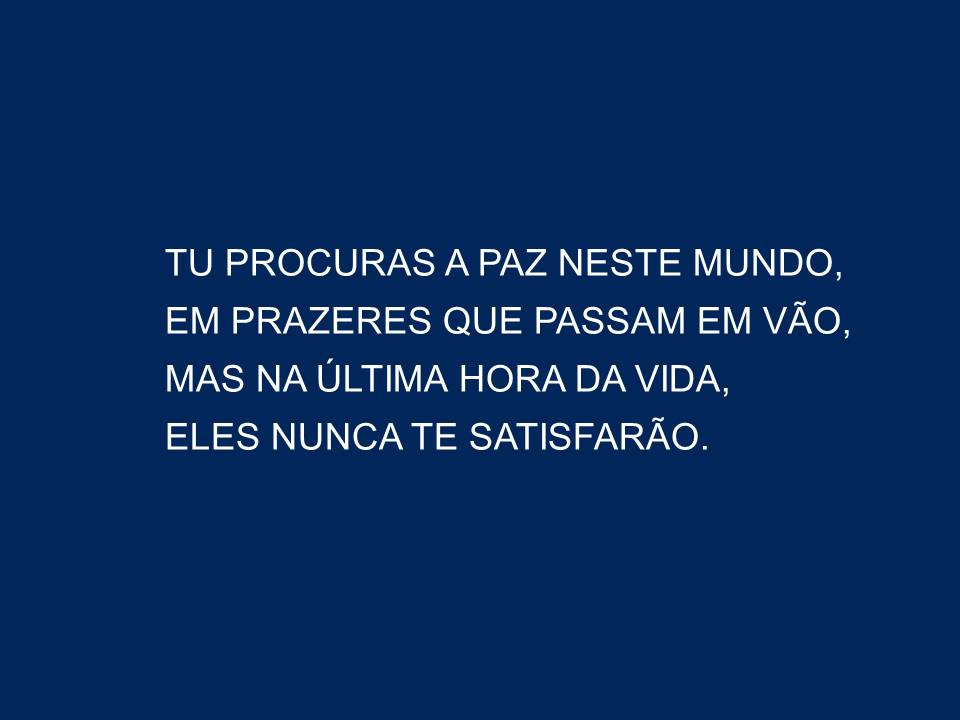 TU PROCURAS A PAZ NESTE MUNDO,
EM PRAZERES QUE PASSAM EM VÃO,
MAS NA ÚLTIMA HORA DA VIDA,
ELES NUNCA TE SATISFARÃO.